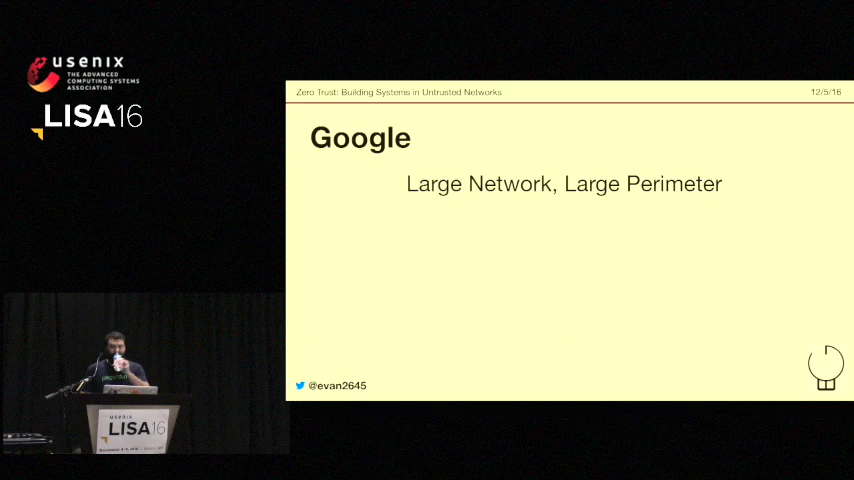 usenix
THE ADVANCED
COMPUTING SYSTEMS
ASSOCIATION
LISA16
Zero Trust: Building Systems in Untrusted Networks
12/5/16
Google
Large Network, Large Perimeter
@evan2645
usenix
LISA16